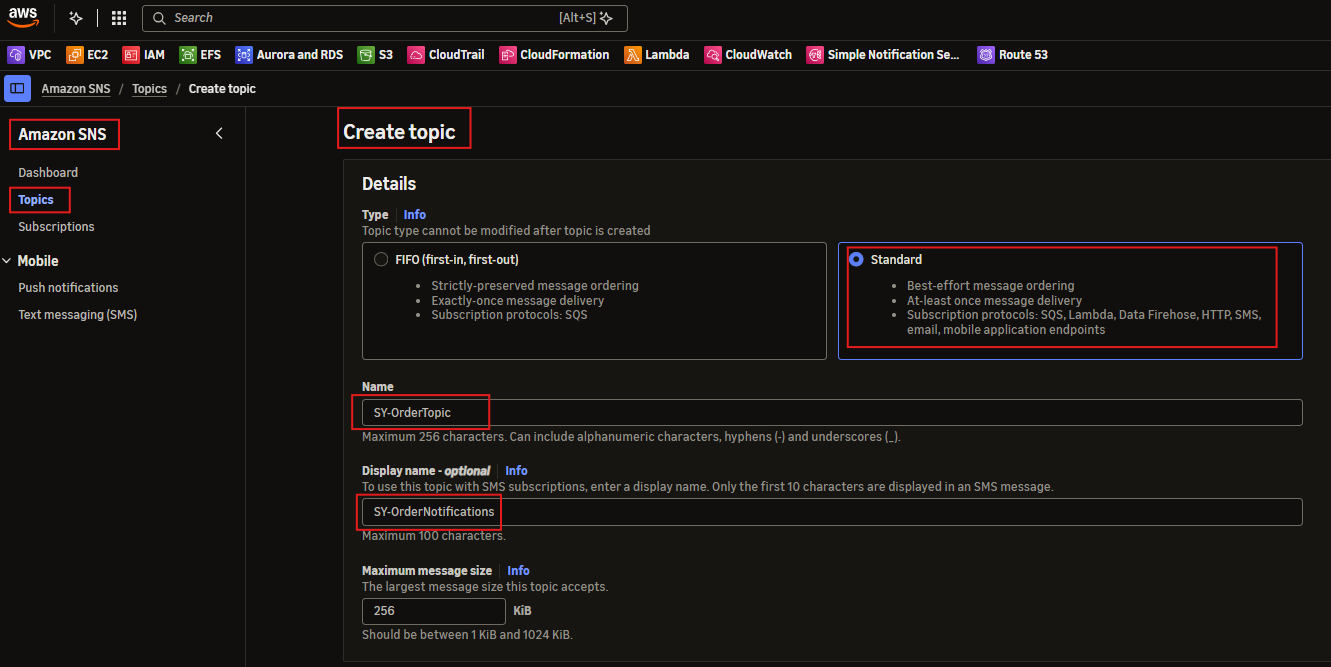 aws
Search
[Alt+S]
VPC
EC2
IAM
EFS
Aurora and RDS
S3
CloudTrail
CloudFormation
Lambda
CloudWatch
Simple Notification Se...
Route 53
Amazon SNS / Topics / Create topic
Amazon SNS
Dashboard
Topics
Subscriptions
Mobile
Push notifications
Text messaging (SMS)
Create topic
Details
Type Info
Topic type cannot be modified after topic is created
FIFO (first-in, first-out)
• Strictly-preserved message ordering
• Exactly-once message delivery
• Subscription protocols: SQS
Standard
• Best-effort message ordering
• At-least once message delivery
• Subscription protocols: SQS, Lambda, Data Firehose, HTTP, SMS,
email, mobile application endpoints
Name
SY-OrderTopic
Maximum 256 characters. Can include alphanumeric characters, hyphens (-) and underscores (_).
Display name - optional Info
To use this topic with SMS subscriptions, enter a display name. Only the first 10 characters are displayed in an SMS message.
SY-OrderNotifications
Maximum 100 characters.
Maximum message size Info
The largest message size this topic accepts.
256 KiB
Should be between 1 KiB and 1024 KiB.